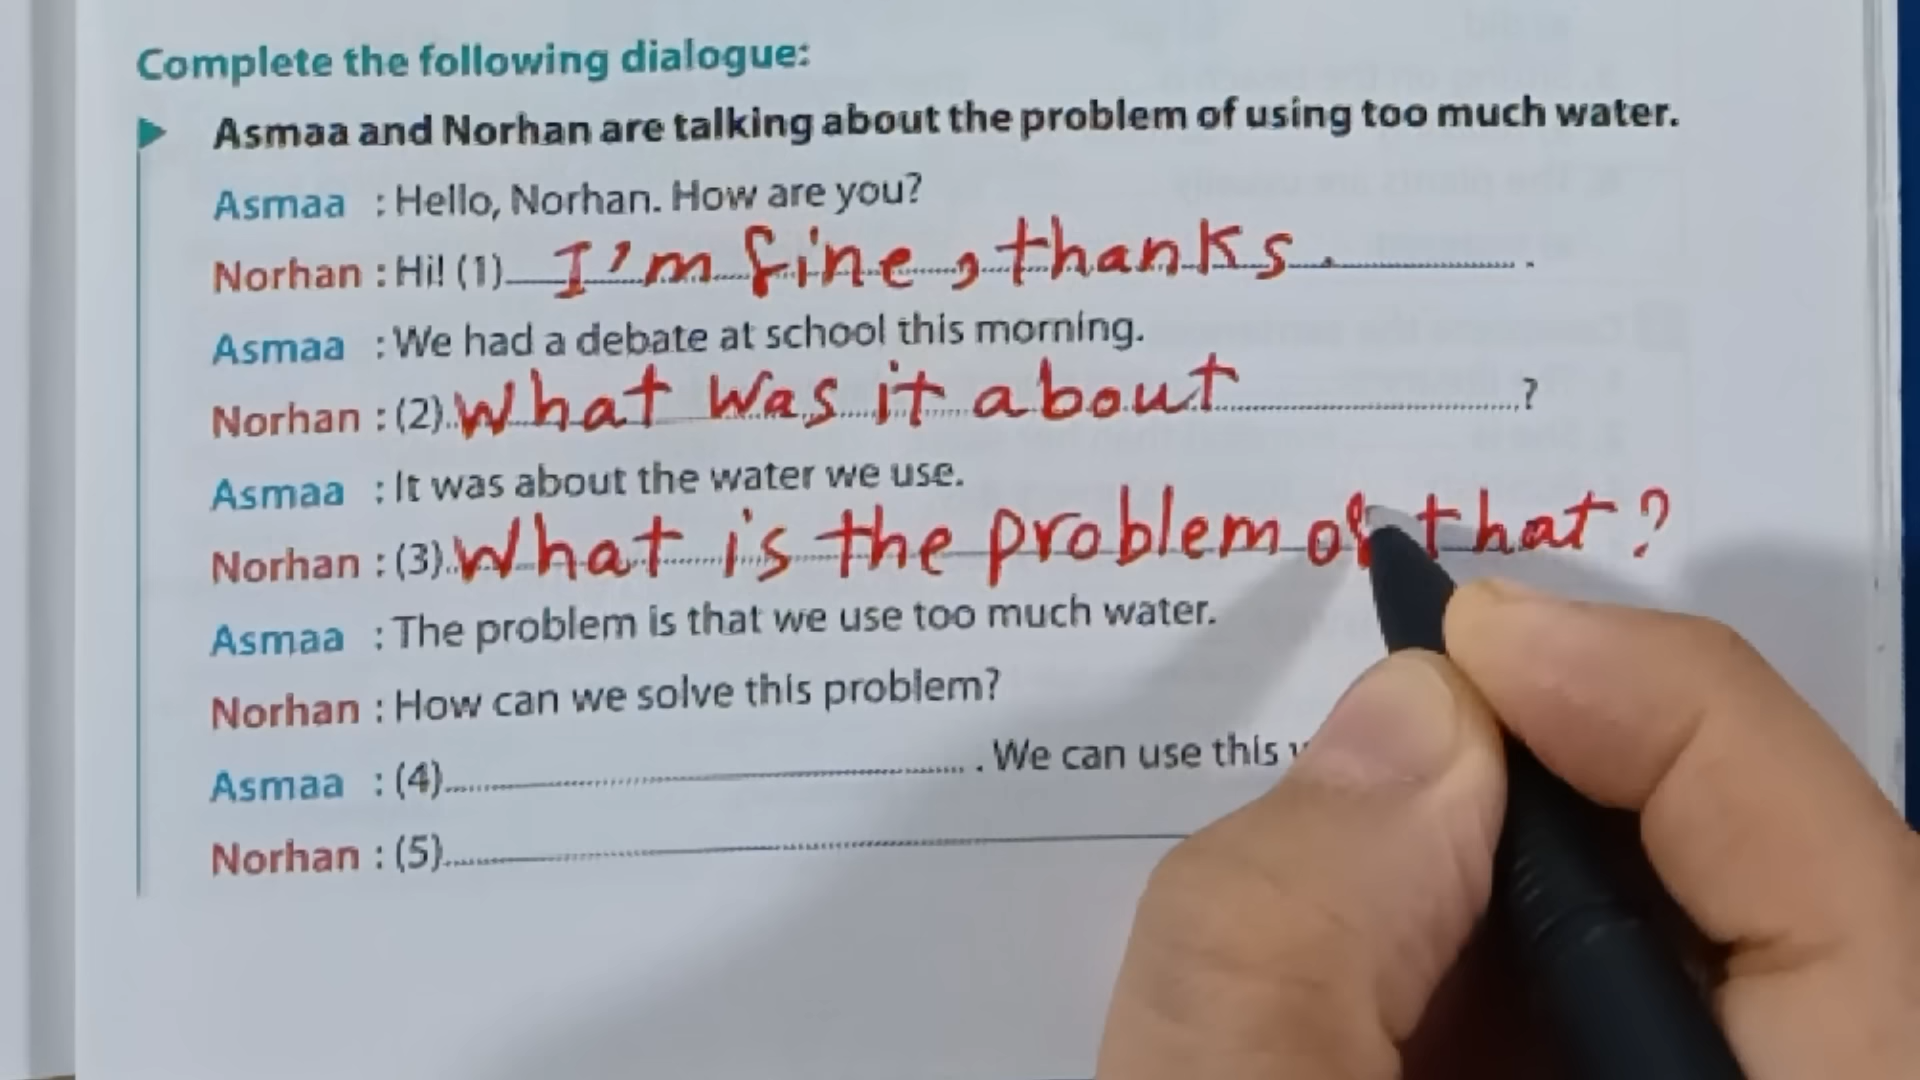 Complete the following dialogue:
Asmaa and Norhan are talking about the problem of using too much water.
Asmaa : Hello, Norhan. How are you?
Norhan : Hi! (1) I'm fine, thanks. .
Asmaa : We had a debate at school this morning.
Norhan : (2) What was it about ?
Asmaa : It was about the water we use.
Norhan : (3) What is the problem of that?
Asmaa : The problem is that we use too much water.
Norhan : How can we solve this problem?
Asmaa : (4) . We can use this
Norhan : (5)